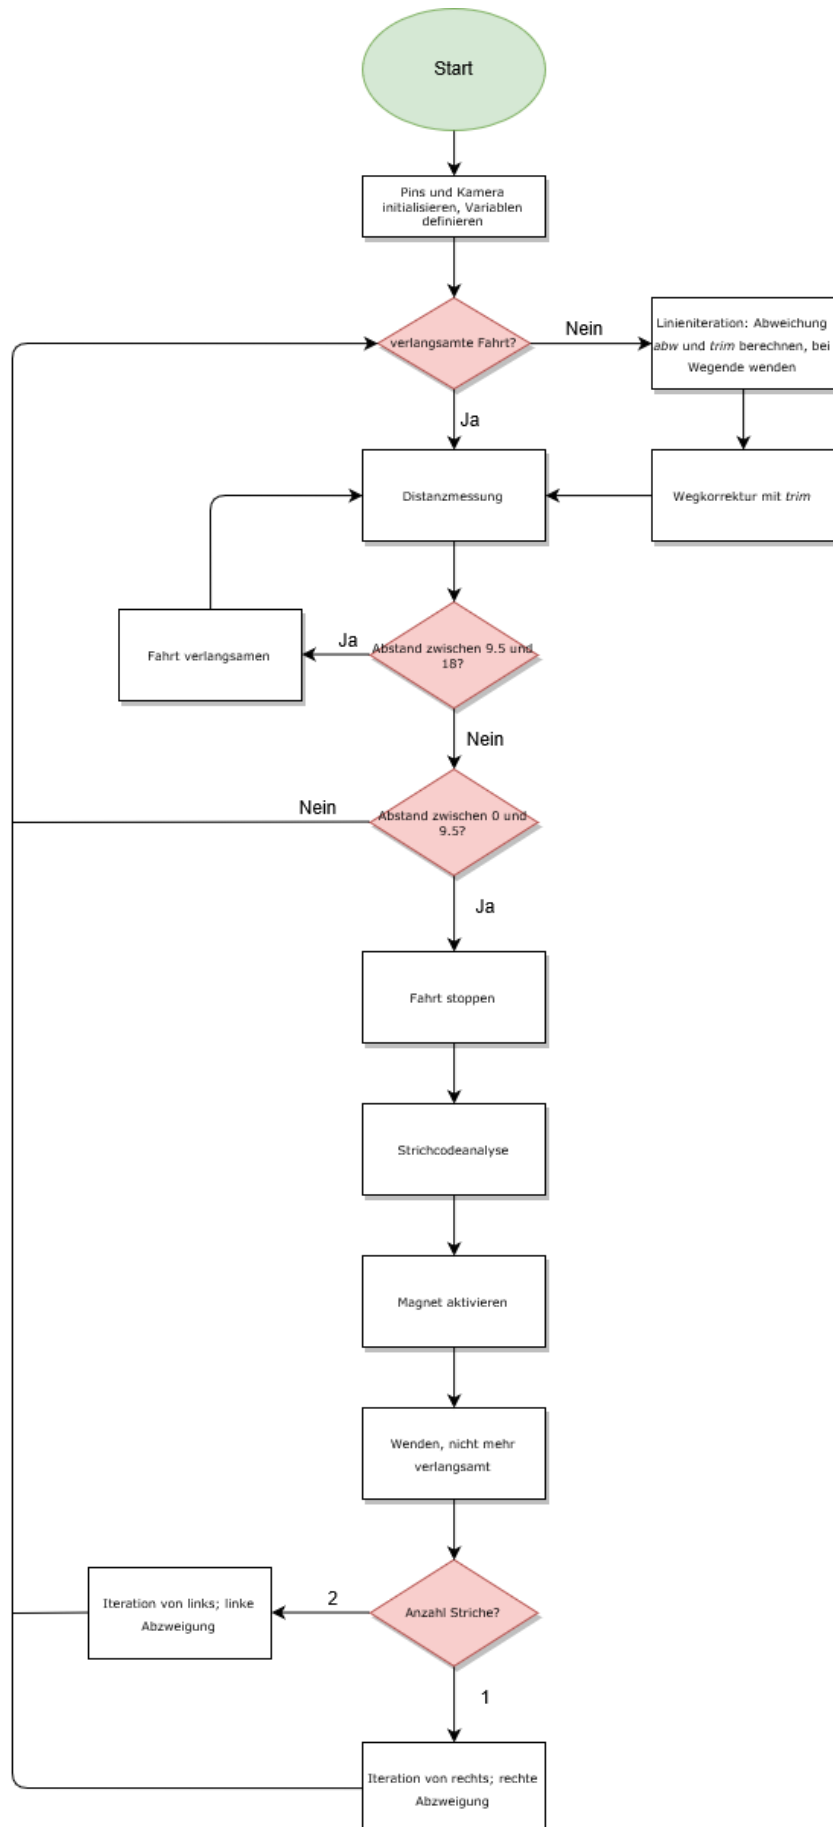 Start
Pins und Kamera
initialisieren, Variablen
definieren
verlangsamte Fahrt?
Nein
Linieniteration: Abweichung
abw und trim berechnen, bei
Wegende wenden
Ja
Distanzmessung
Wegkorrektur mit trim
Fahrt verlangsamen
Ja
Abstand zwischen 9.5 und
18?
Nein
Nein
Abstand zwischen 0 und
9.5?
Ja
Fahrt stoppen
Strichcodeanalyse
Magnet aktivieren
Wenden, nicht mehr
verlangsamt
Iteration von links; linke
Abzweigung
2
Anzahl Striche?
1
Iteration von rechts; rechte
Abzweigung